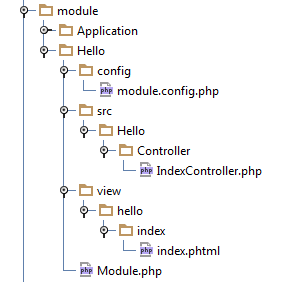 module
Application
Hello
config
php module.config.php
src
Hello
Controller
php IndexController.php
view
hello
index
php index.phtml
php Module.php